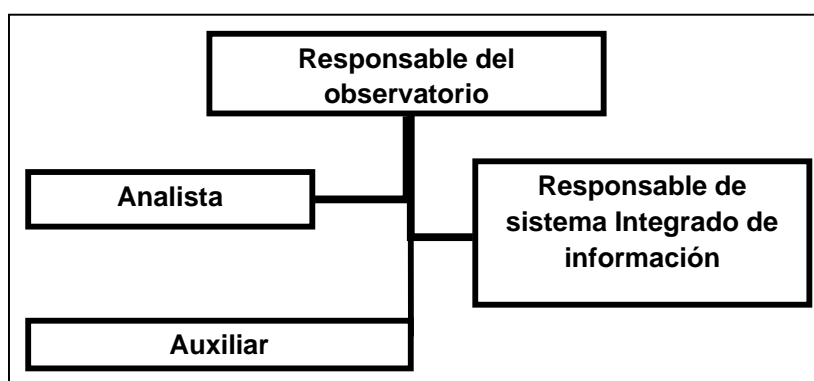 Responsable del
observatorio
Analista
Responsable de
sistema Integrado de
información
Auxiliar